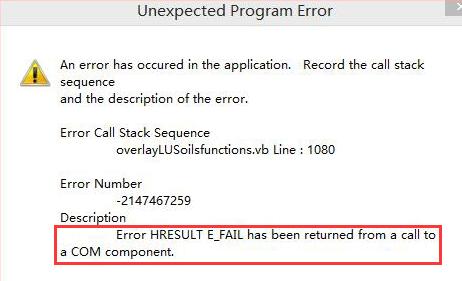 Unexpected Program Error
An error has occured in the application. Record the call stack
sequence
and the description of the error.
Error Call Stack Sequence
overlayLUSoilsfunctions.vb Line : 1080
Error Number
-2147467259
Description
Error HRESULT E_FAIL has been returned from a call to
a COM component.